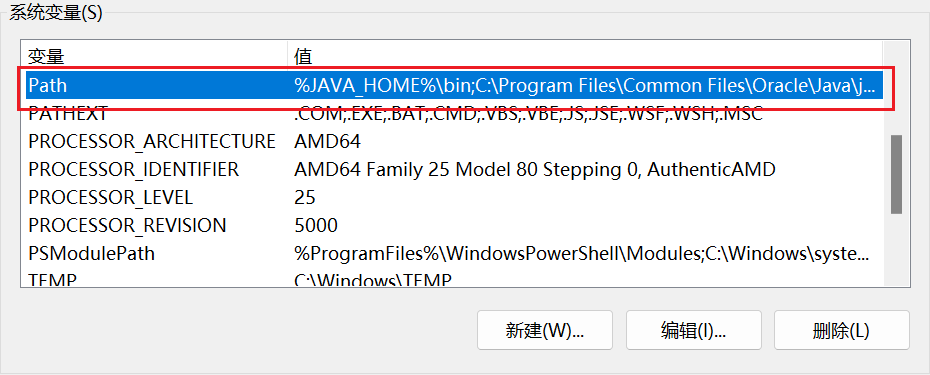 系统变量(S)
变量 值
Path %JAVA_HOME%\bin;C:\Program Files\Common Files\Oracle\Java\j...
PATHEXT .COM;.EXE;.BAT;.CMD;.VBS;.VBE;.JS;.JSE;.WSF;.WSH;.MSC
PROCESSOR_ARCHITECTURE AMD64
PROCESSOR_IDENTIFIER AMD64 Family 25 Model 80 Stepping 0, AuthenticAMD
PROCESSOR_LEVEL 25
PROCESSOR_REVISION 5000
PSModulePath %ProgramFiles%\WindowsPowerShell\Modules;C:\Windows\syste...
TEMP C:\Windows\TEMP
新建(W)... 编辑(I)... 删除(L)